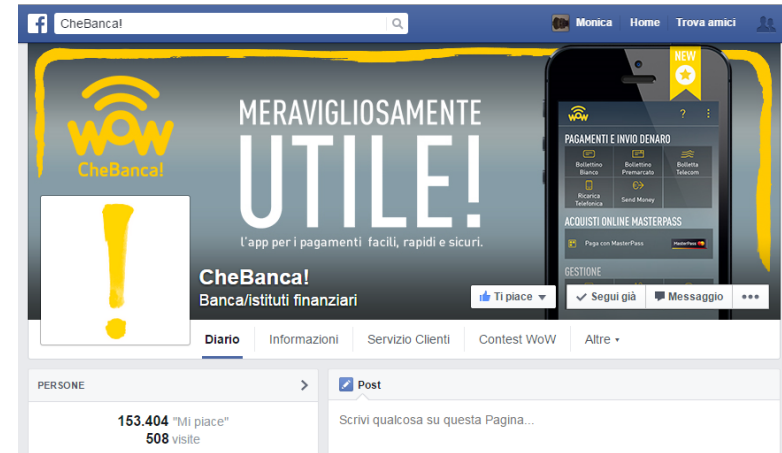 CheBanca!
Monica Home Trova amici
NEW
WOW
CheBanca!
MERAVIGLIOSAMENTE
UTILE!
l'app per i pagamenti facili, rapidi e sicuri.
WOW ?
PAGAMENTI E INVIO DENARO
Bollettino Bianco
Bollettino Premarcato
Bolletta Telecom
Ricarica Telefonica
Send Money
ACQUISTI ONLINE MASTERPASS
Paga con MasterPass MasterPass
GESTIONE
CheBanca!
Banca/istituti finanziari
Ti piace
Segui già
Messaggio
Diario Informazioni Servizio Clienti Contest WoW Altre
PERSONE
153.404 "Mi piace"
508 visite
Post
Scrivi qualcosa su questa Pagina...